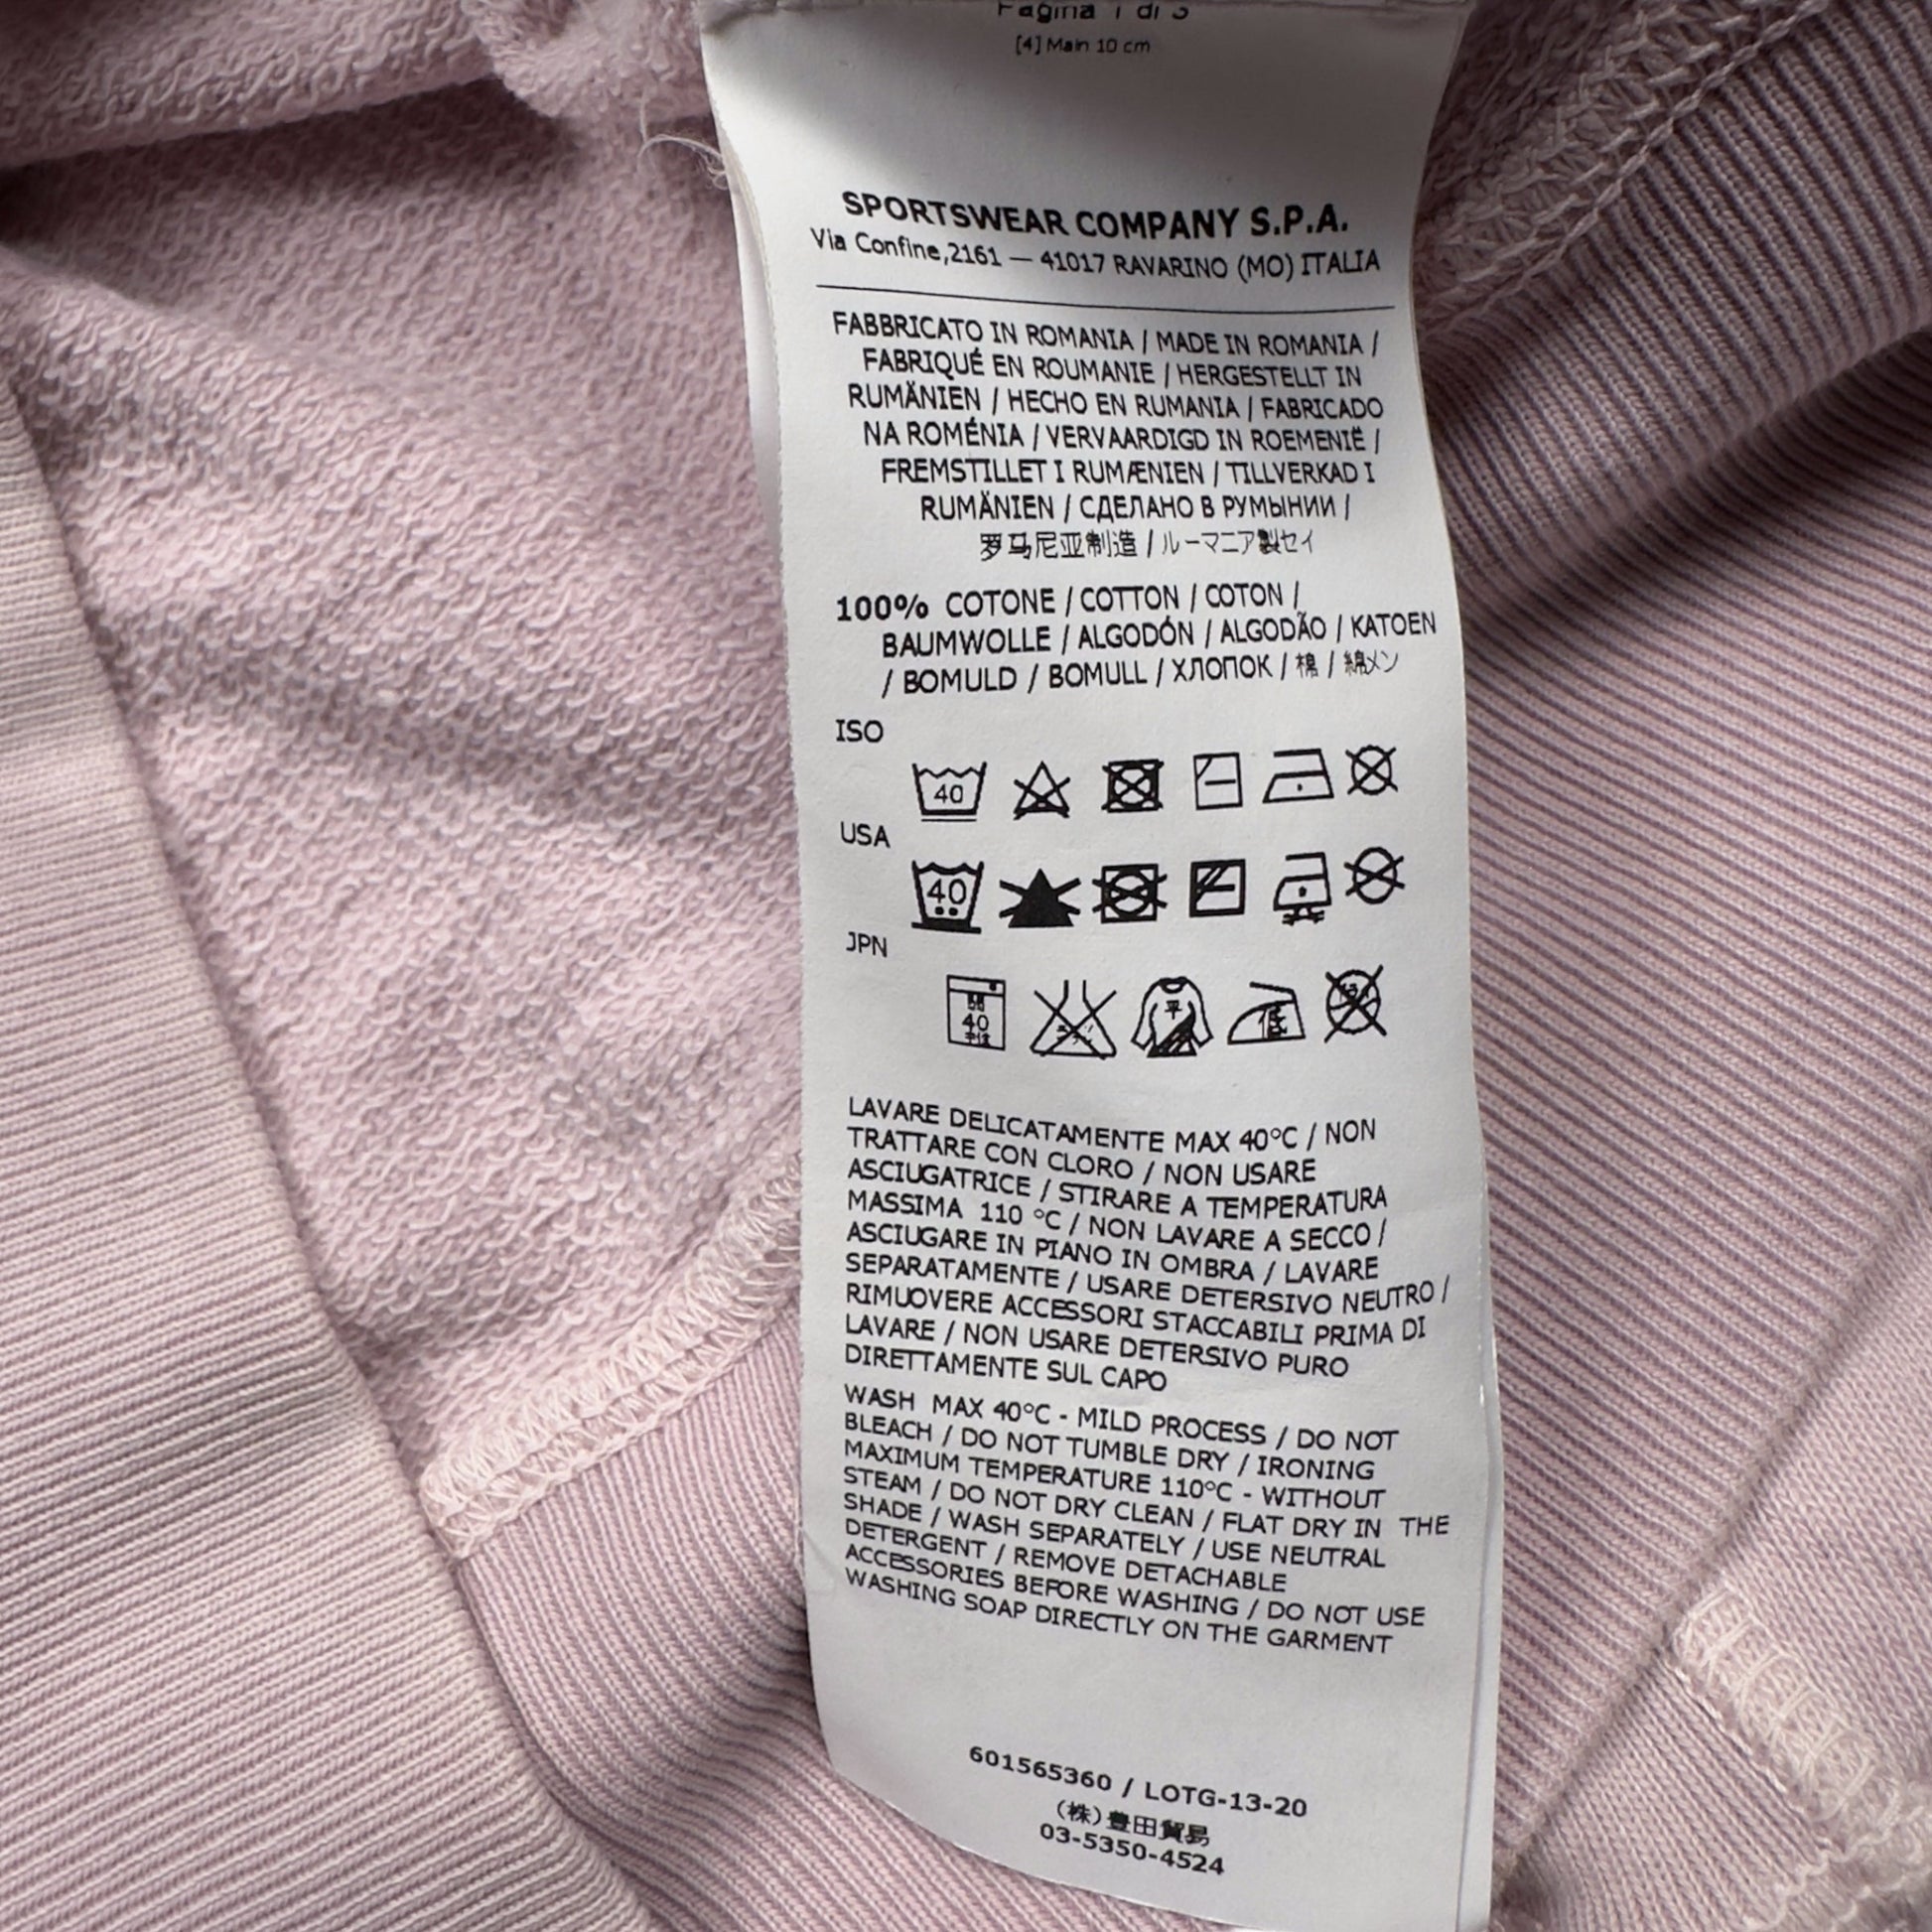 Pagina 1 di 3
[4] Main 10 cm
SPORTSWEAR COMPANY S.P.A.
Via Confine,2161 — 41017 RAVARINO (MO) ITALIA
FABBRICATO IN ROMANIA / MADE IN ROMANIA /
FABRIQUÉ EN ROUMANIE / HERGESTELLT IN
RUMÄNIEN / HECHO EN RUMANIA / FABRICADO
NA ROMÉNIA / VERVAARDIGD IN ROEMENIË /
FREMSTILLET I RUMÆNIEN / TILLVERKAD I
RUMÄNIEN / СДЕЛАНО В РУМЫНИИ /
罗马尼亚制造 / ルーマニア製セイ
100% COTONE / COTTON / COTON /
BAUMWOLLE / ALGODÓN / ALGODÃO / KATOEN
/ BOMULD / BOMULL / ХЛОПОК / 棉 / 綿メン
ISO
40
USA
40
JPN
40
平
低
LAVARE DELICATAMENTE MAX 40°C / NON
TRATTARE CON CLORO / NON USARE
ASCIUGATRICE / STIRARE A TEMPERATURA
MASSIMA 110 °C / NON LAVARE A SECCO /
ASCIUGARE IN PIANO IN OMBRA / LAVARE
SEPARATAMENTE / USARE DETERSIVO NEUTRO /
RIMUOVERE ACCESSORI STACCABILI PRIMA DI
LAVARE / NON USARE DETERSIVO PURO
DIRETTAMENTE SUL CAPO
WASH MAX 40°C - MILD PROCESS / DO NOT
BLEACH / DO NOT TUMBLE DRY / IRONING
MAXIMUM TEMPERATURE 110°C - WITHOUT
STEAM / DO NOT DRY CLEAN / FLAT DRY IN THE
SHADE / WASH SEPARATELY / USE NEUTRAL
DETERGENT / REMOVE DETACHABLE
ACCESSORIES BEFORE WASHING / DO NOT USE
WASHING SOAP DIRECTLY ON THE GARMENT
601565360 / LOTG-13-20
(株)豊田貿易
03-5350-4524